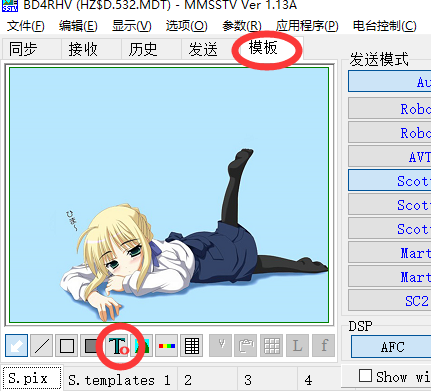 BD4RHV (HZ$D.532.MDT) - MMSSTV Ver 1.13A
文件(F) 编辑(E) 显示(V) 选项(O) 参数(R) 应用程序(P) 电台控制(C)
同步 接收 历史 发送 模板
发送模式
Au
Robo
Robo
AVT
Scott
Scott
Scott
Mart
Mart
SC2
DSP
AFC
T
L f
S.pix S.templates 1 2 3 4
Show wi